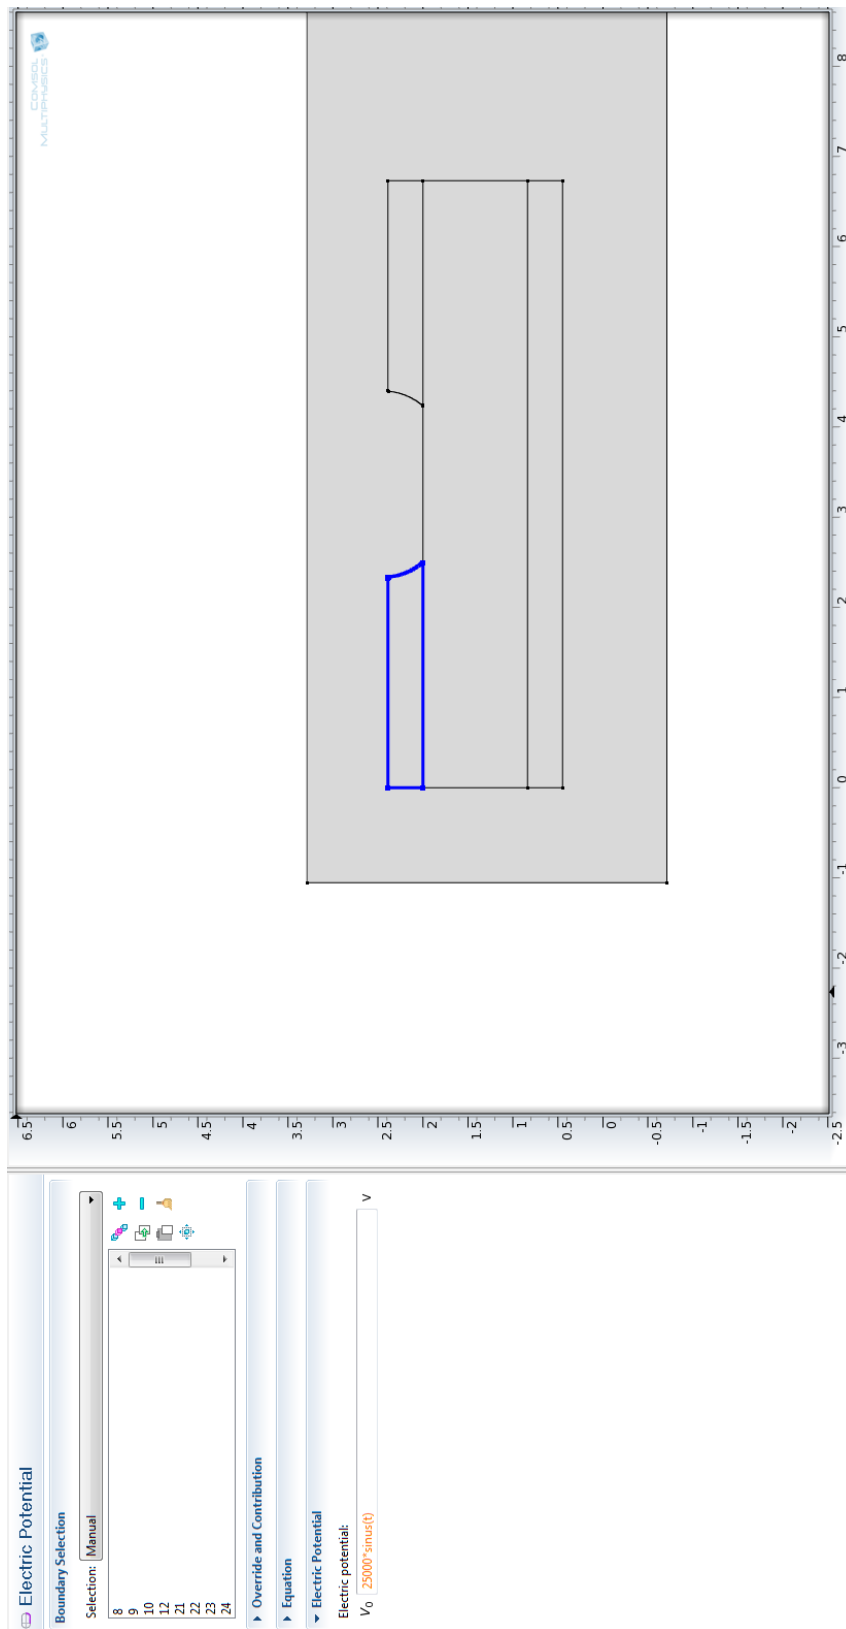 Electric Potential
Boundary Selection
Selection: Manual
8
9
10
12
21
22
23
24
Override and Contribution
Equation
Electric Potential
Electric potential:
V0 25000*sinus(t) V
COMSOL
MULTIPHYSICS
6.5
6
5.5
5
4.5
4
3.5
3
2.5
2
1.5
1
0.5
0
-0.5
-1
-1.5
-2
-2.5
-3 -2 -1 0 1 2 3 4 5 6 7 8